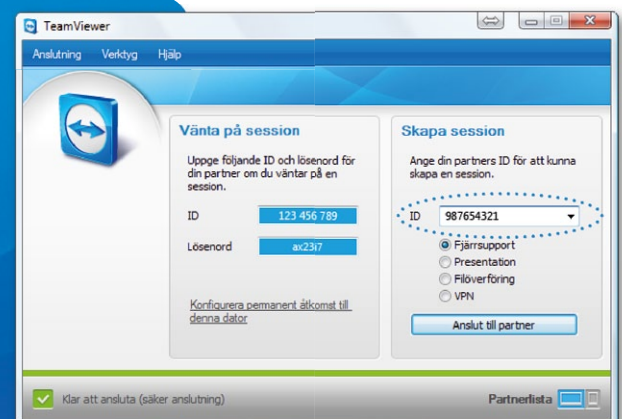 TeamViewer
Anslutning Verktyg Hjälp
Vänta på session
Uppge följande ID och lösenord för
din partner om du väntar på en
session.
ID 123 456 789
Lösenord ax23i7
Konfigurera permanent åtkomst till
denna dator
Skapa session
Ange din partners ID för att kunna
skapa en session.
ID 987654321
Fjärrsupport
Presentation
Filöverföring
VPN
Anslut till partner
Klar att ansluta (säker anslutning)
Partnerlista